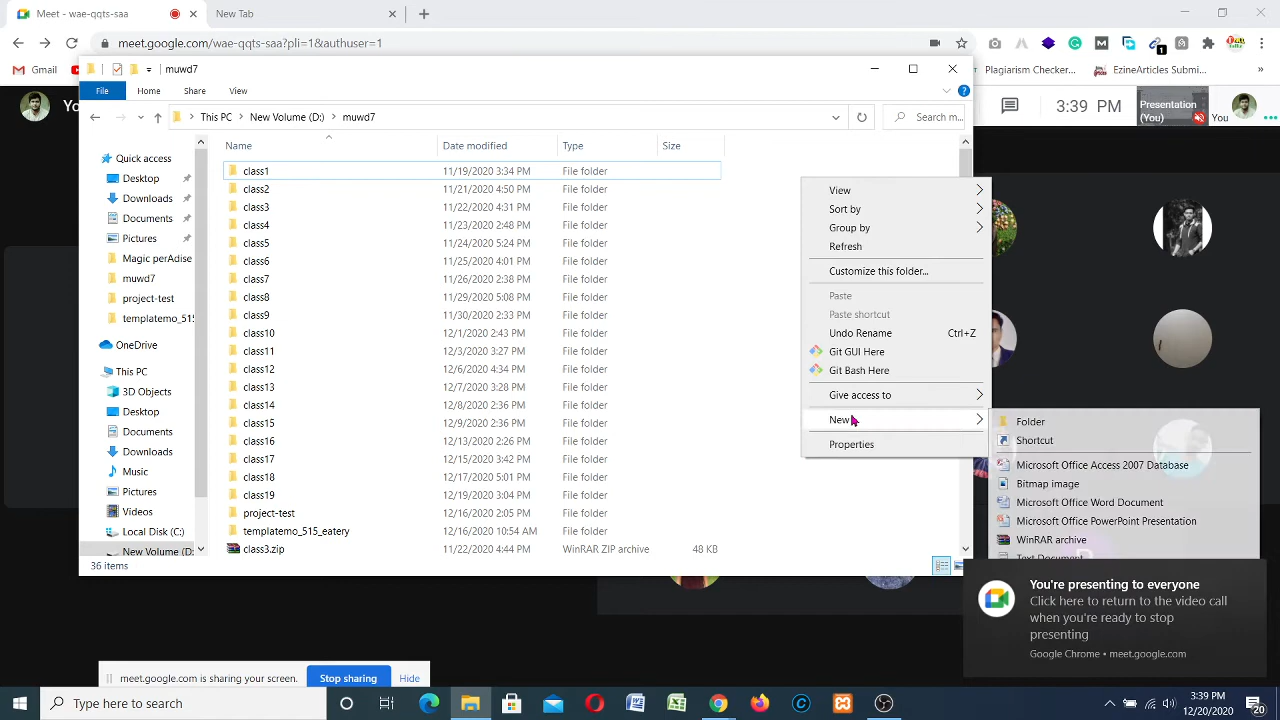 Meet - wae-qqts-saa
New Tab
meet.google.com/wae-qqts-saa?pli=1&authuser=1
1
Gmail
Plagiarism Checker...
EzineArticles Submi...
»
muwd7
File
Home
Share
View
Yo
3:39 PM
Presentation
(You)
You
This PC > New Volume (D:) > muwd7
Search m...
Name
Date modified
Type
Size
Quick access
Desktop
Downloads
Documents
Pictures
Magic perAdise
muwd7
project-test
templatemo_515
OneDrive
This PC
3D Objects
Desktop
Documents
Downloads
Music
Pictures
Videos
Local Disk (C:)
New Volume (D:
class1 11/19/2020 3:34 PM File folder
class2 11/21/2020 4:50 PM File folder
class3 11/22/2020 4:31 PM File folder
class4 11/23/2020 2:48 PM File folder
class5 11/24/2020 5:24 PM File folder
class6 11/25/2020 4:01 PM File folder
class7 11/26/2020 2:38 PM File folder
class8 11/29/2020 5:08 PM File folder
class9 11/30/2020 2:33 PM File folder
class10 12/1/2020 2:43 PM File folder
class11 12/3/2020 3:27 PM File folder
class12 12/6/2020 4:34 PM File folder
class13 12/7/2020 3:28 PM File folder
class14 12/8/2020 2:36 PM File folder
class15 12/9/2020 2:36 PM File folder
class16 12/13/2020 2:26 PM File folder
class17 12/15/2020 3:42 PM File folder
class18 12/17/2020 5:01 PM File folder
class19 12/19/2020 3:04 PM File folder
project-test 12/16/2020 2:05 PM File folder
templatemo_515_eatery 12/16/2020 10:54 AM File folder
class3.zip 11/22/2020 4:44 PM WinRAR ZIP archive 48 KB
36 items
View
Sort by
Group by
Refresh
Customize this folder...
Paste
Paste shortcut
Undo Rename Ctrl+Z
Git GUI Here
Git Bash Here
Give access to
New
Properties
Folder
Shortcut
Microsoft Office Access 2007 Database
Bitmap image
Microsoft Office Word Document
Microsoft Office PowerPoint Presentation
WinRAR archive
Text Document
You're presenting to everyone
Click here to return to the video call
when you're ready to stop
presenting
Google Chrome • meet.google.com
meet.google.com is sharing your screen.
Stop sharing
Hide
Type here to search
3:39 PM
12/20/2020
20